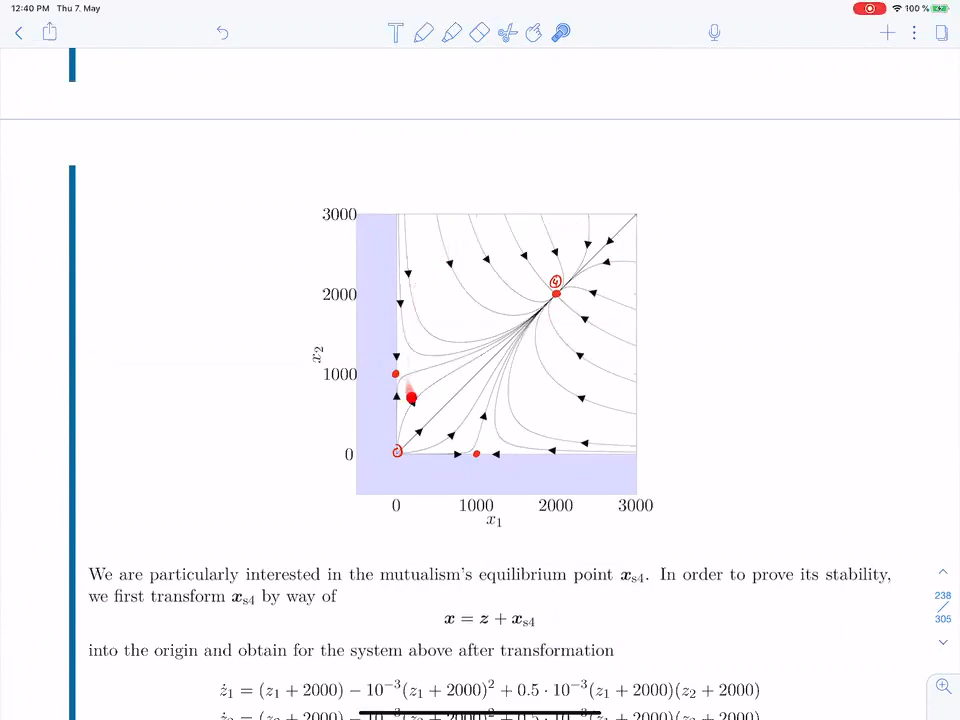 12:40 PM Thu 7. May
100 %
T
3000
2000
1000
0
x₂
4
0 1000 2000 3000
x₁
We are particularly interested in the mutualism's equilibrium point xₛ₄. In order to prove its stability,
we first transform xₛ₄ by way of
x = z + xₛ₄
into the origin and obtain for the system above after transformation
ż₁ = (z₁ + 2000) − 10⁻³(z₁ + 2000)² + 0.5 · 10⁻³(z₁ + 2000)(z₂ + 2000)
238
305